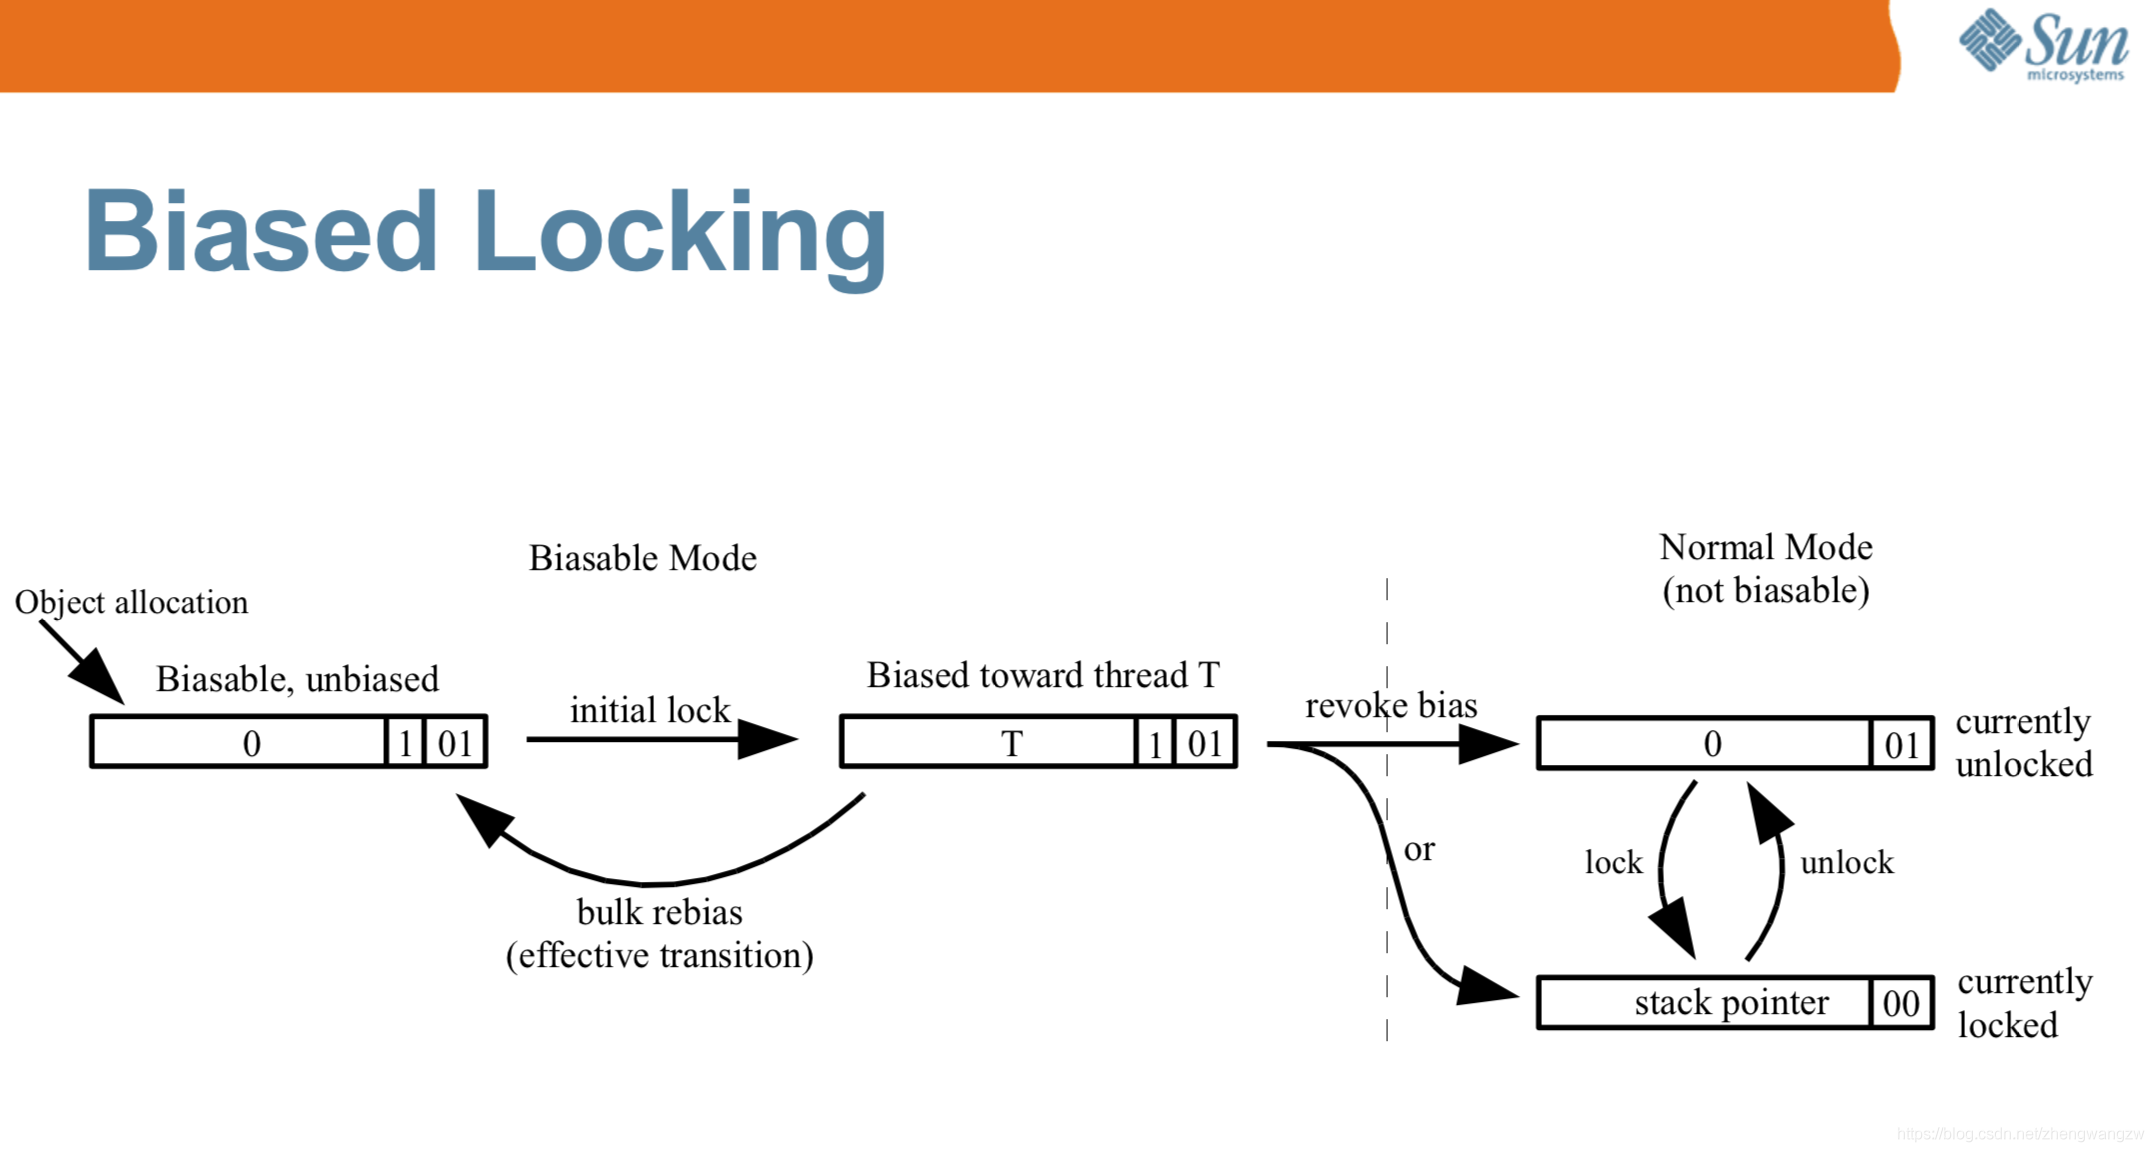 Sun
microsystems
Biased Locking
Biasable Mode
Normal Mode
(not biasable)
Object allocation
Biasable, unbiased
0 1 01
initial lock
Biased toward thread T
T 1 01
revoke bias
or
0 01
currently
unlocked
lock
unlock
bulk rebias
(effective transition)
stack pointer 00
currently
locked
https://blog.csdn.net/zhengwangzw